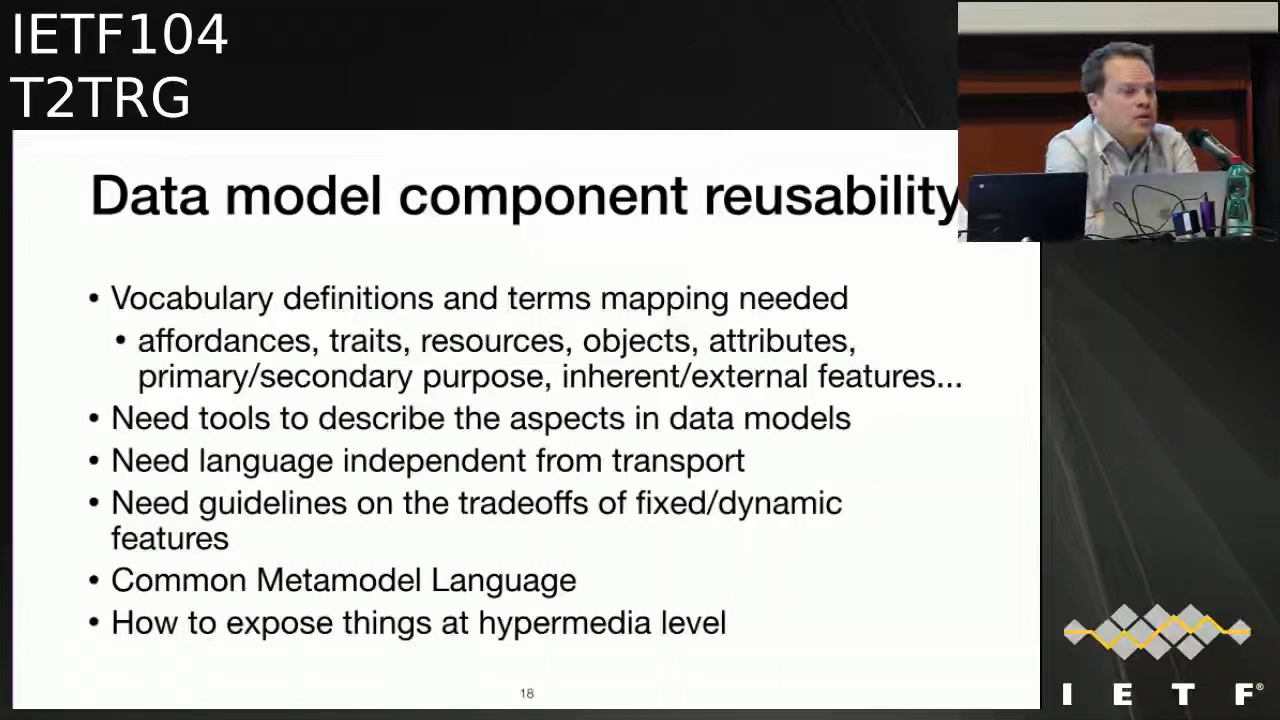 IETF104
T2TRG
Data model component reusability
• Vocabulary definitions and terms mapping needed
• affordances, traits, resources, objects, attributes,
primary/secondary purpose, inherent/external features...
• Need tools to describe the aspects in data models
• Need language independent from transport
• Need guidelines on the tradeoffs of fixed/dynamic
features
• Common Metamodel Language
• How to expose things at hypermedia level
18
I E T F®